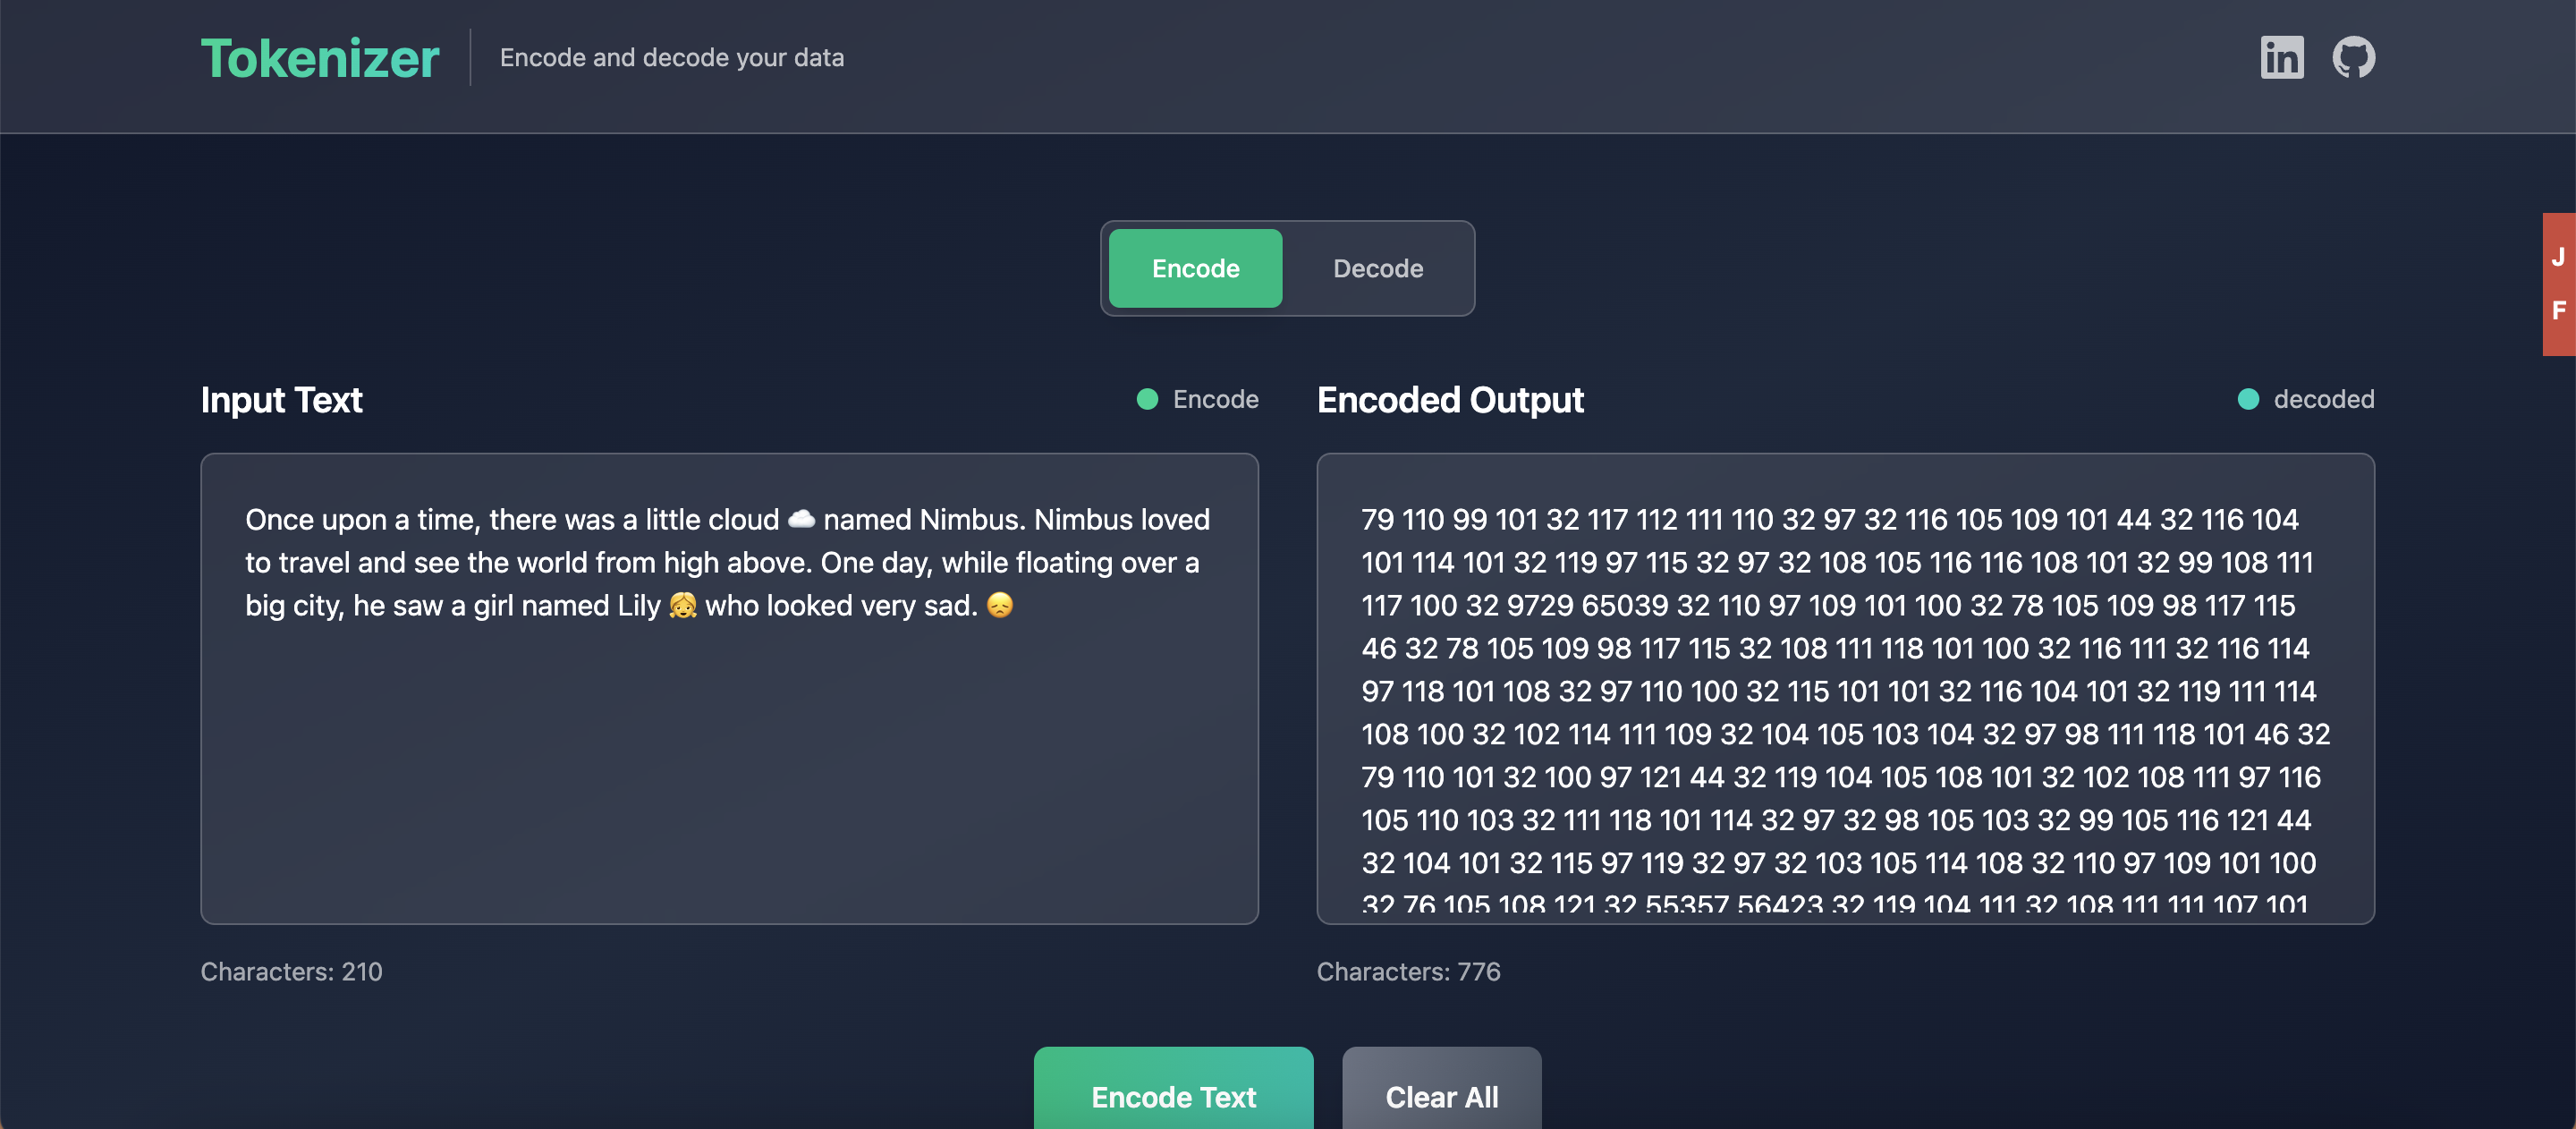 Tokenizer
Encode and decode your data
in
J
F
Encode
Decode
Input Text
Encode
Once upon a time, there was a little cloud ☁️ named Nimbus. Nimbus loved
to travel and see the world from high above. One day, while floating over a
big city, he saw a girl named Lily 👧 who looked very sad. 😞
Characters: 210
Encoded Output
decoded
79 110 99 101 32 117 112 111 110 32 97 32 116 105 109 101 44 32 116 104
101 114 101 32 119 97 115 32 97 32 108 105 116 116 108 101 32 99 108 111
117 100 32 9729 65039 32 110 97 109 101 100 32 78 105 109 98 117 115
46 32 78 105 109 98 117 115 32 108 111 118 101 100 32 116 111 32 116 114
97 118 101 108 32 97 110 100 32 115 101 101 32 116 104 101 32 119 111 114
108 100 32 102 114 111 109 32 104 105 103 104 32 97 98 111 118 101 46 32
79 110 101 32 100 97 121 44 32 119 104 105 108 101 32 102 108 111 97 116
105 110 103 32 111 118 101 114 32 97 32 98 105 103 32 99 105 116 121 44
32 104 101 32 115 97 119 32 97 32 103 105 114 108 32 110 97 109 101 100
32 76 105 108 121 32 55357 56423 32 119 104 111 32 108 111 111 107 101
Characters: 776
Encode Text
Clear All